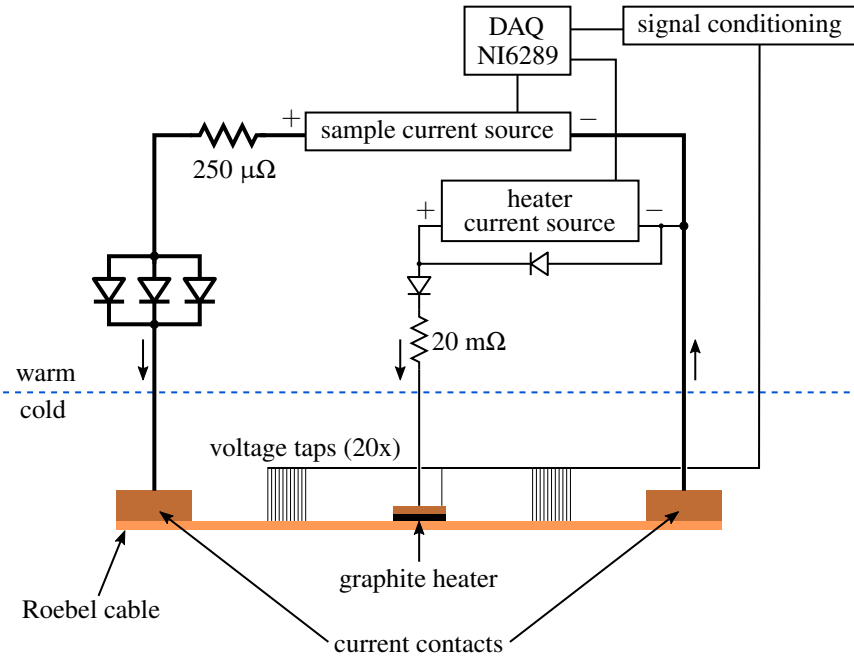 DAQ
NI6289
signal conditioning
+ sample current source −
250 μΩ
heater
+ current source −
20 mΩ
warm
cold
voltage taps (20x)
graphite heater
Roebel cable
current contacts